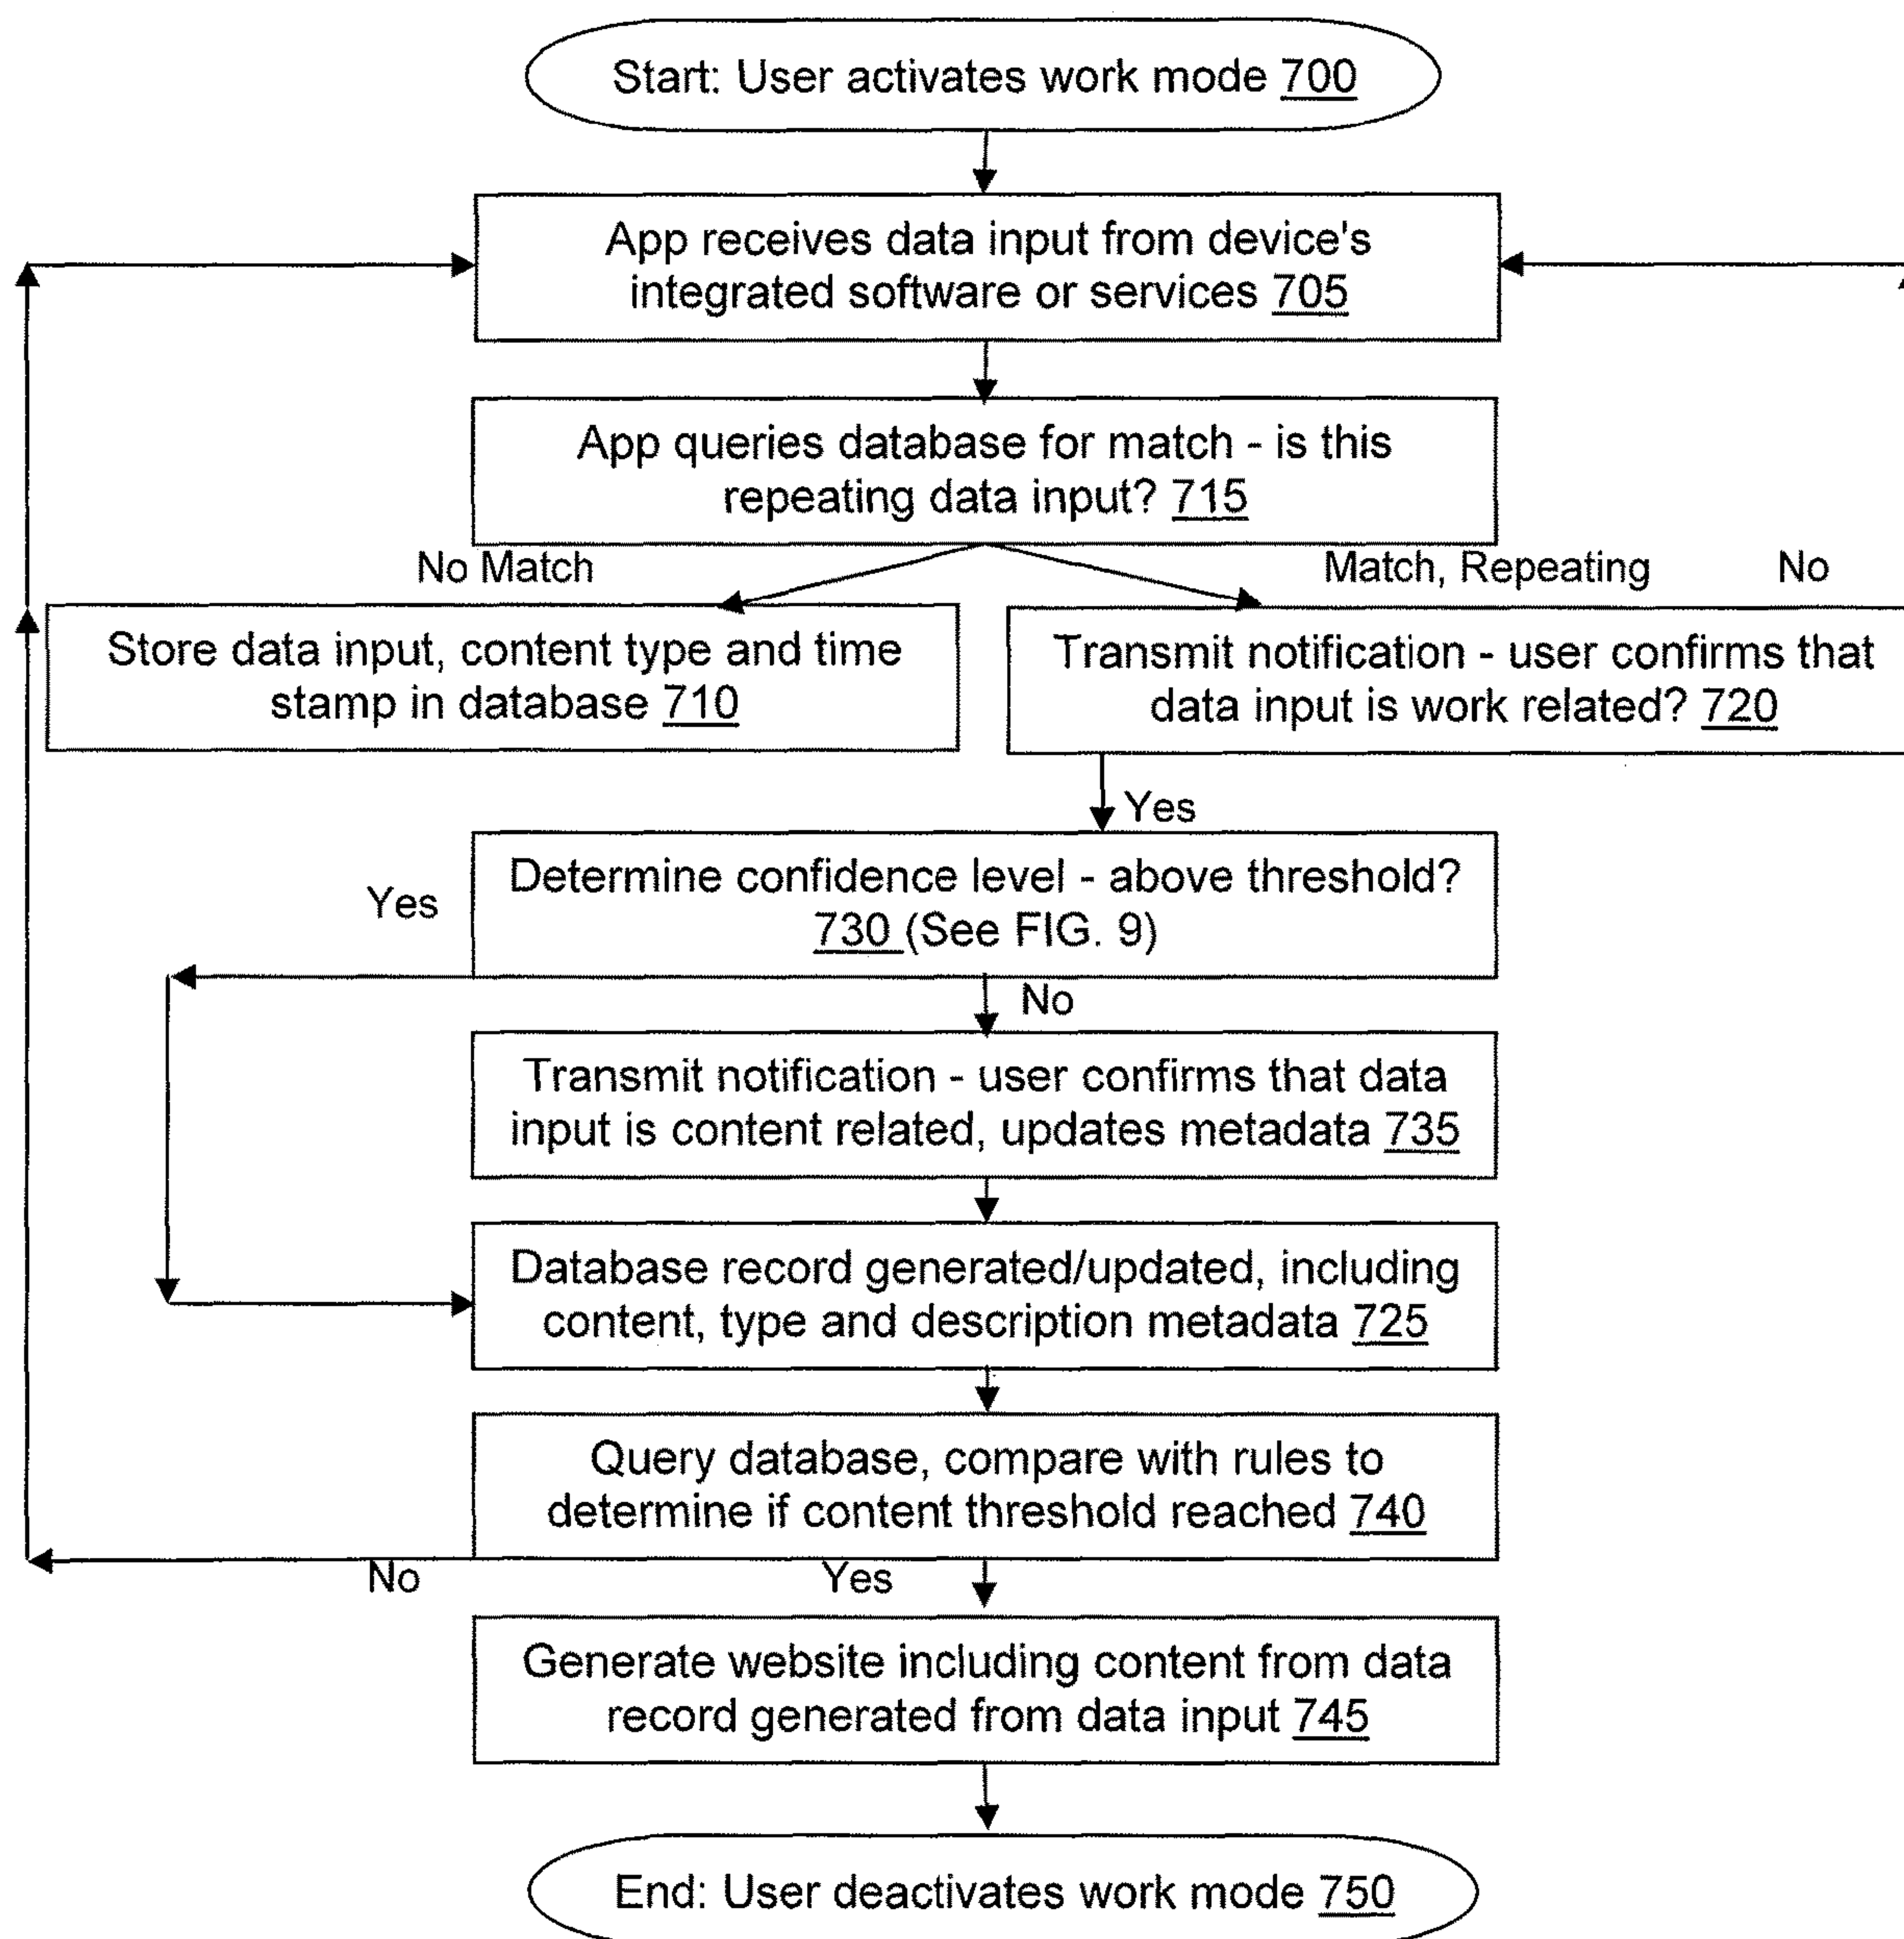 Start: User activates work mode 700
App receives data input from device's
integrated software or services 705
App queries database for match - is this
repeating data input? 715
No Match
Match, Repeating
No
Store data input, content type and time
stamp in database 710
Transmit notification - user confirms that
data input is work related? 720
Yes
Determine confidence level - above threshold?
730 (See FIG. 9)
Yes
No
Transmit notification - user confirms that data
input is content related, updates metadata 735
Database record generated/updated, including
content, type and description metadata 725
Query database, compare with rules to
determine if content threshold reached 740
No
Yes
Generate website including content from data
record generated from data input 745
End: User deactivates work mode 750